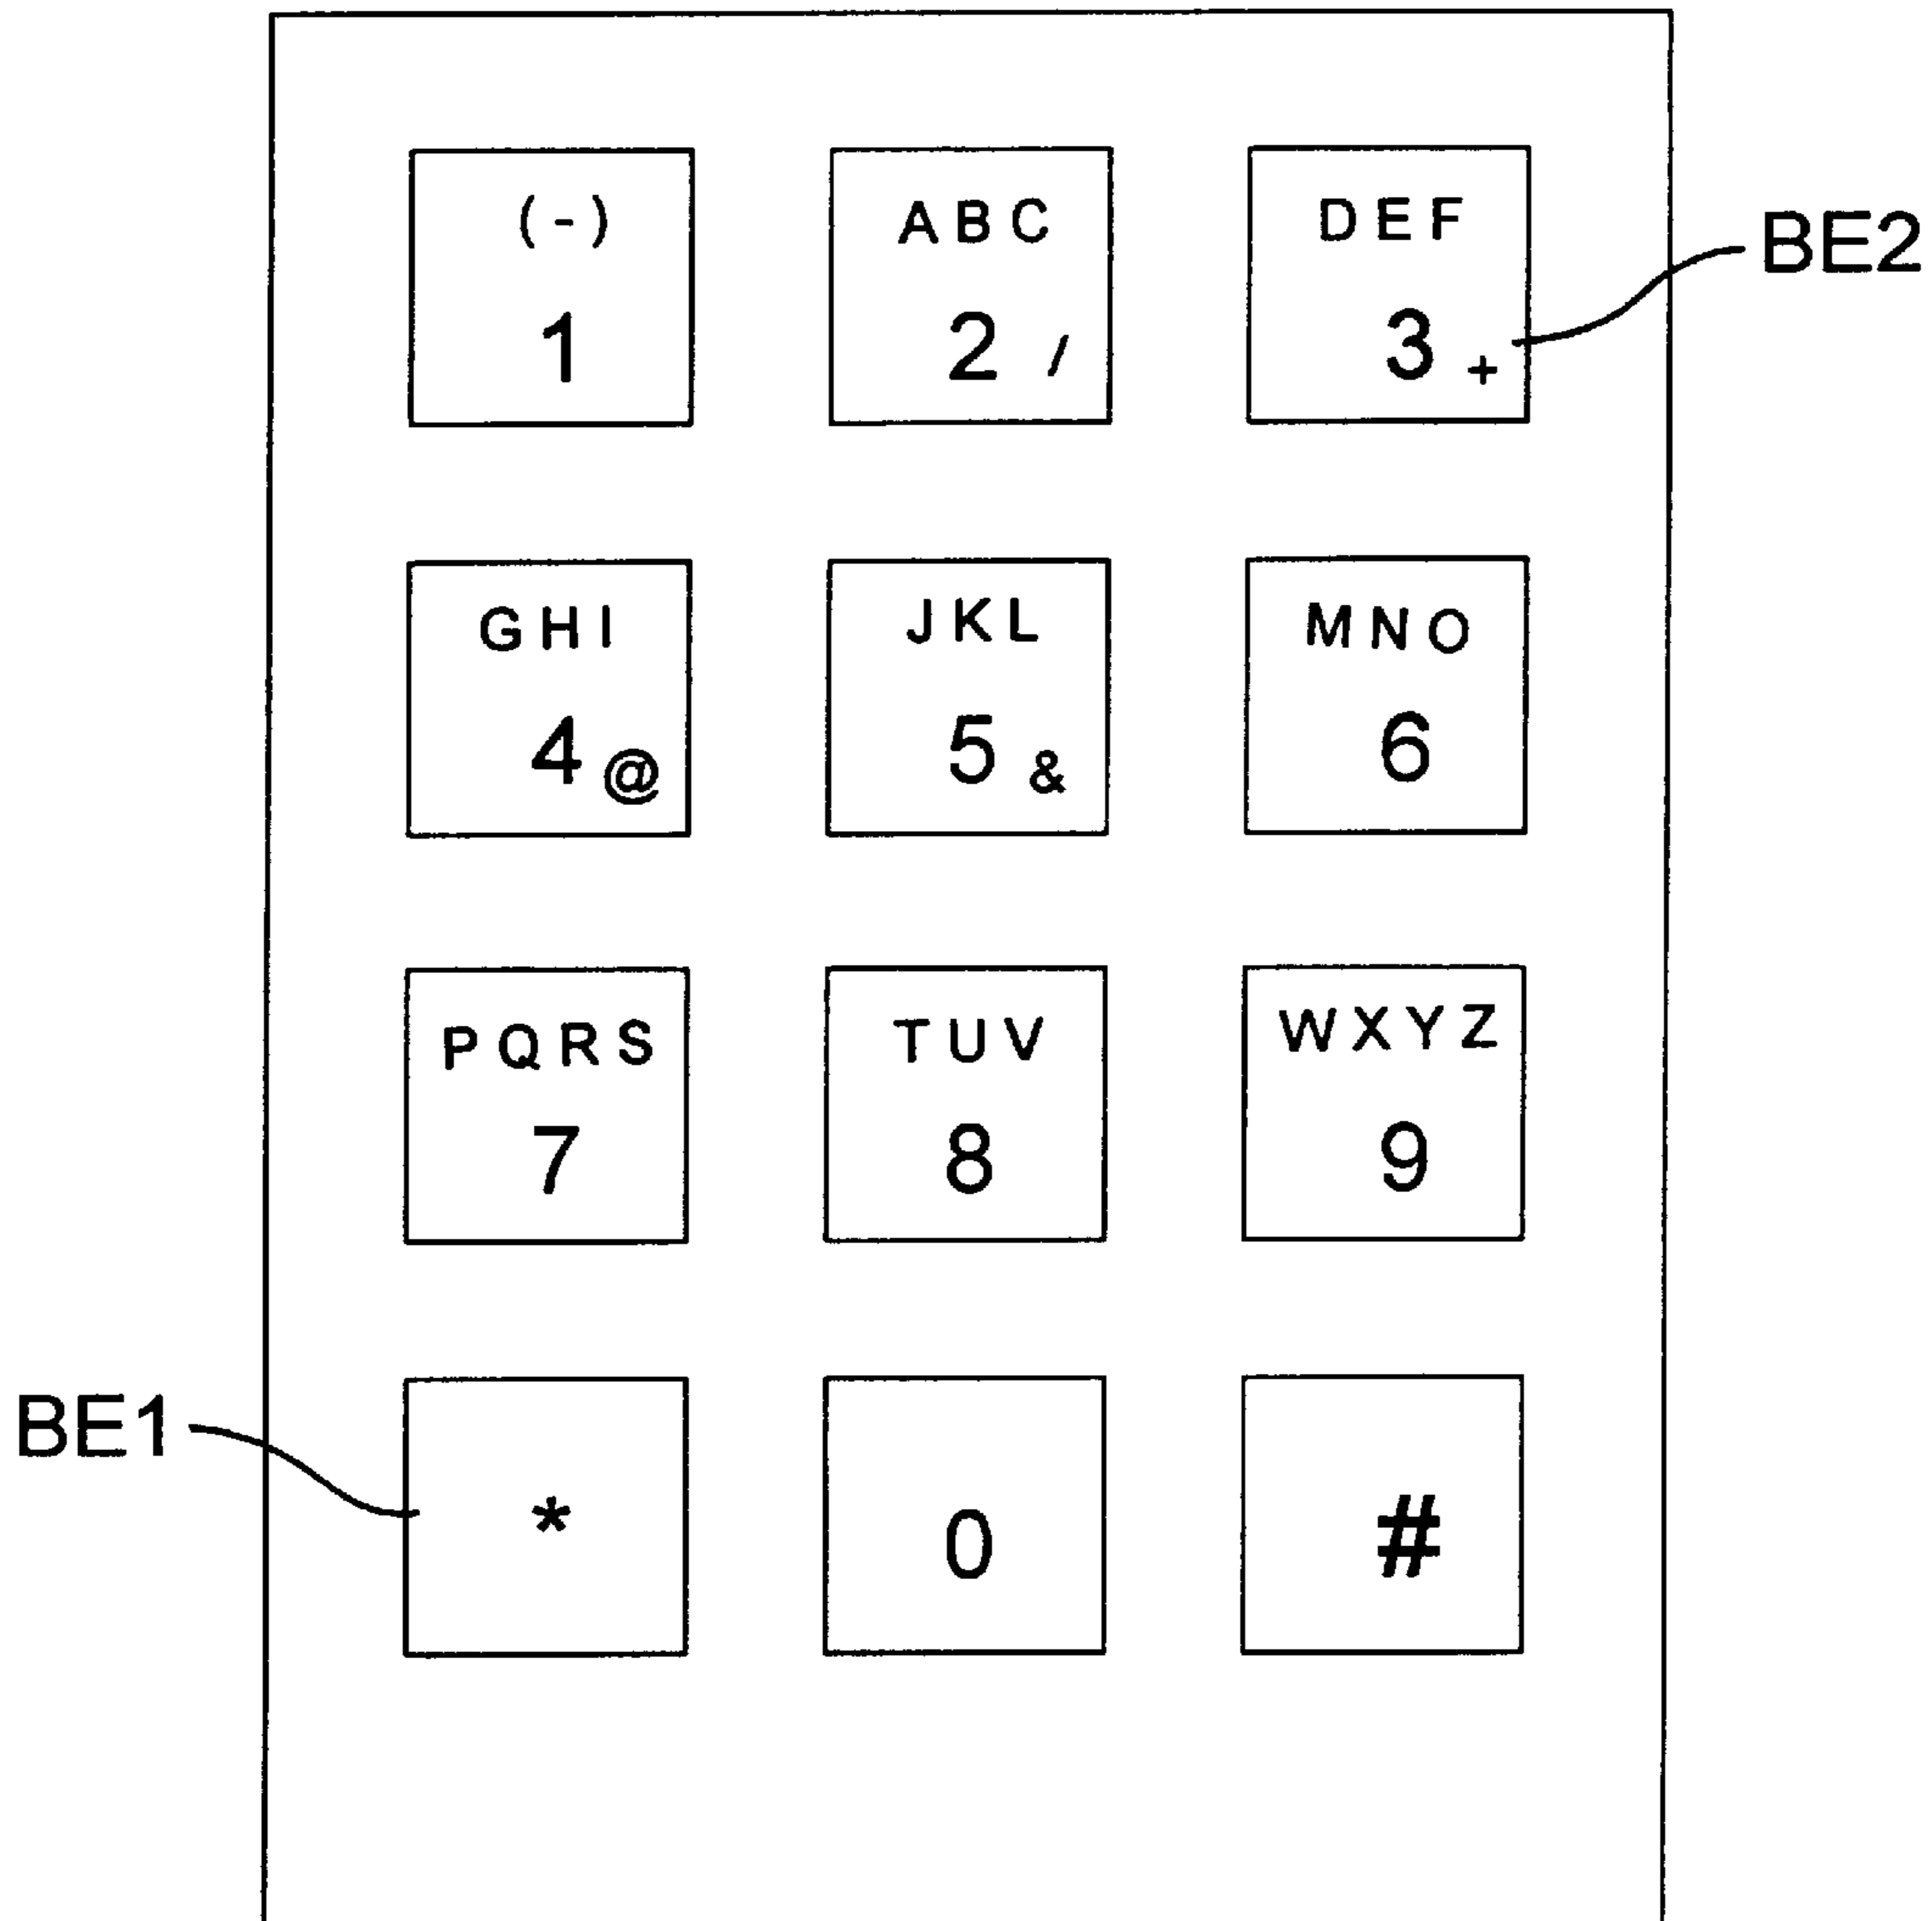 (-) ABC DEF BE2
1 2 / 3 +
GHI JKL MNO
4 @ 5 & 6
PQRS TUV WXYZ
7 8 9
BE1 * 0 #